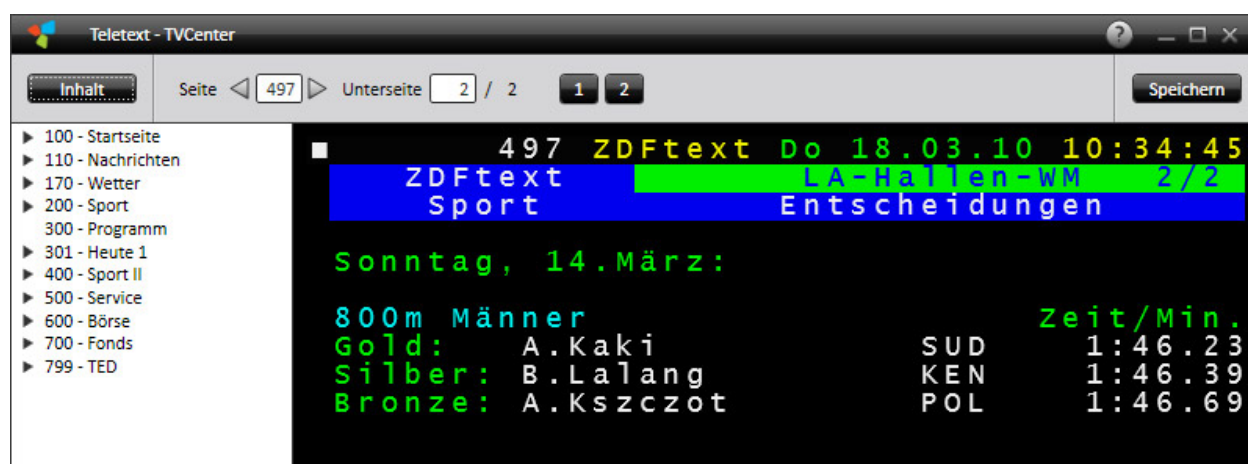 Teletext - TVCenter
?
Inhalt Seite 497 Unterseite 2 / 2 1 2 Speichern
100 - Startseite
110 - Nachrichten
170 - Wetter
200 - Sport
300 - Programm
301 - Heute 1
400 - Sport II
500 - Service
600 - Börse
700 - Fonds
799 - TED
497 ZDFtext Do 18.03.10 10:34:45
ZDFtext LA-Hallen-WM 2/2
Sport Entscheidungen
Sonntag, 14.März:
800m Männer Zeit/Min.
Gold: A.Kaki SUD 1:46.23
Silber: B.Lalang KEN 1:46.39
Bronze: A.Kszczot POL 1:46.69